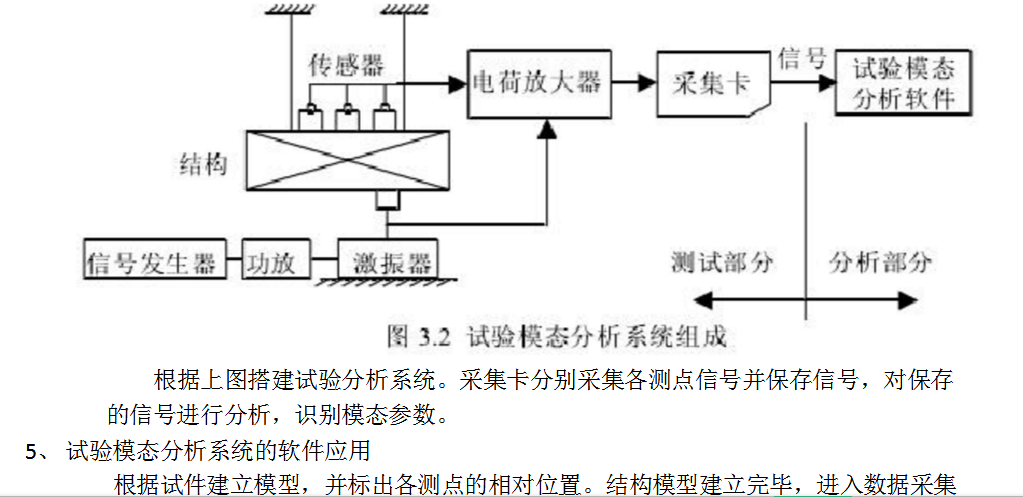 传感器
电荷放大器
采集卡
信号
试验模态
分析软件
结构
信号发生器
功放
激振器
测试部分
分析部分
图 3.2 试验模态分析系统组成
根据上图搭建试验分析系统。采集卡分别采集各测点信号并保存信号，对保存
的信号进行分析，识别模态参数。
5、 试验模态分析系统的软件应用
根据试件建立模型，并标出各测点的相对位置。结构模型建立完毕，进入数据采集